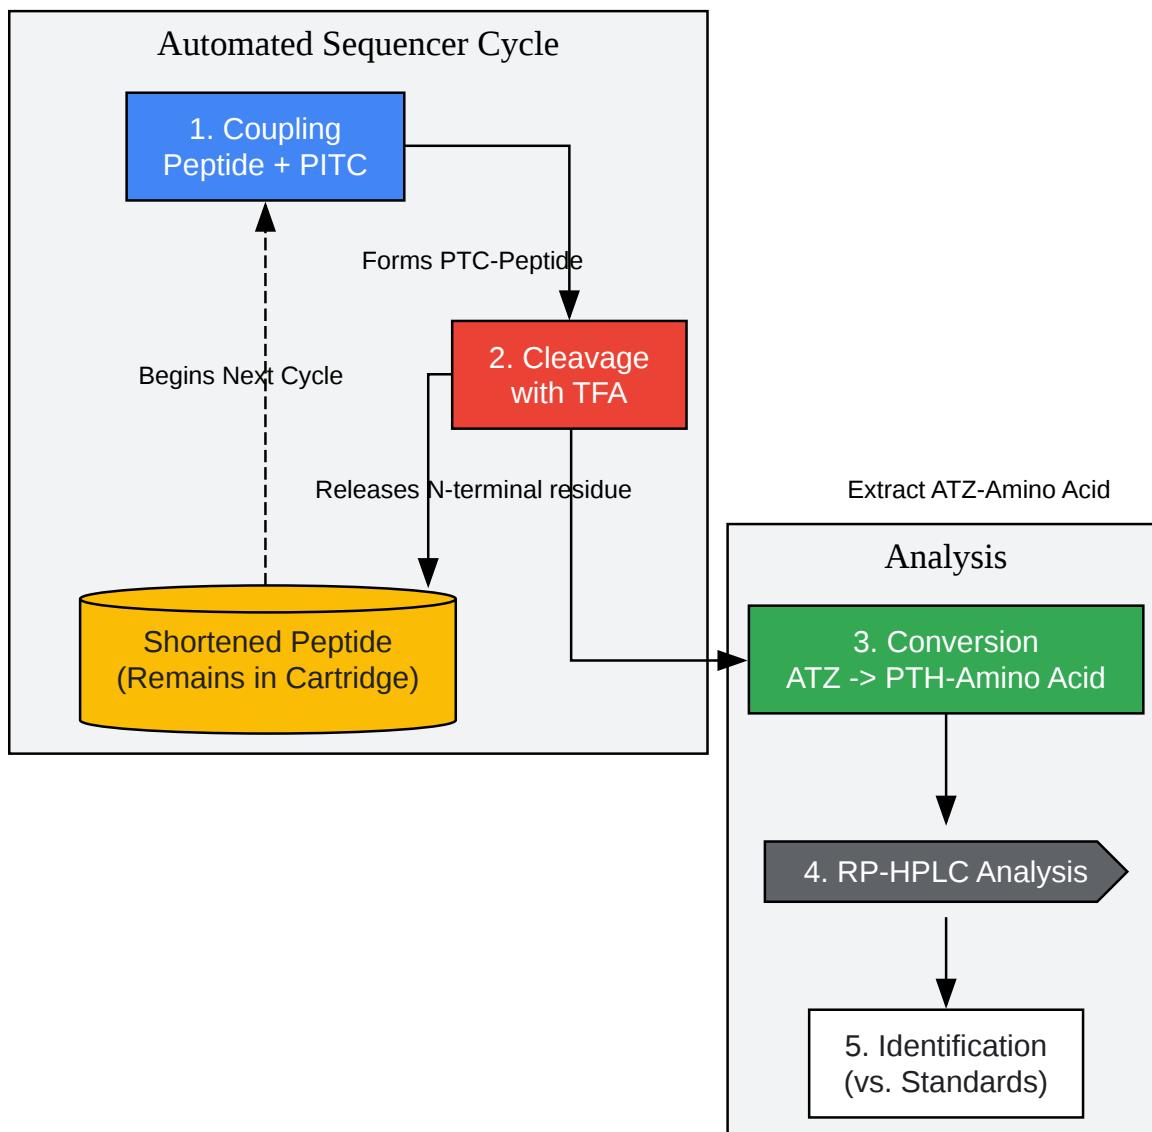 Automated Sequencer Cycle
1. Coupling
Peptide + PITC
Forms PTC-Peptide
2. Cleavage
with TFA
Begins Next Cycle
Releases N-terminal residue
Extract ATZ-Amino Acid
Shortened Peptide
(Remains in Cartridge)
Analysis
3. Conversion
ATZ -> PTH-Amino Acid
4. RP-HPLC Analysis
5. Identification
(vs. Standards)